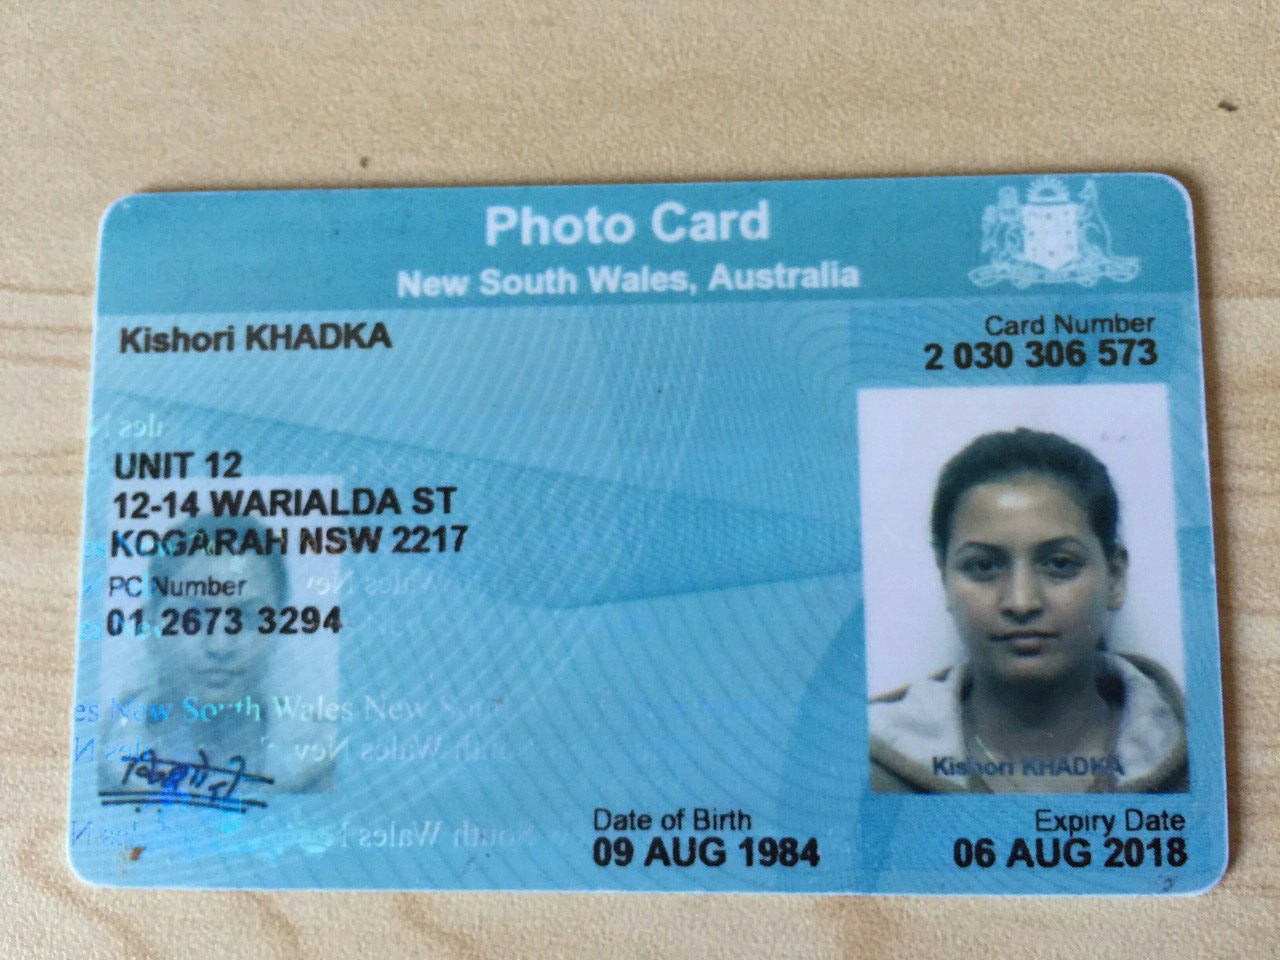 Photo Card
New South Wales, Australia
Kishori KHADKA
Card Number
2 030 306 573
UNIT 12
12-14 WARIALDA ST
KOGARAH NSW 2217
PC Number
01 2673 3294
New South Wales New South
Kishori KHADKA
Date of Birth
09 AUG 1984
Expiry Date
06 AUG 2018